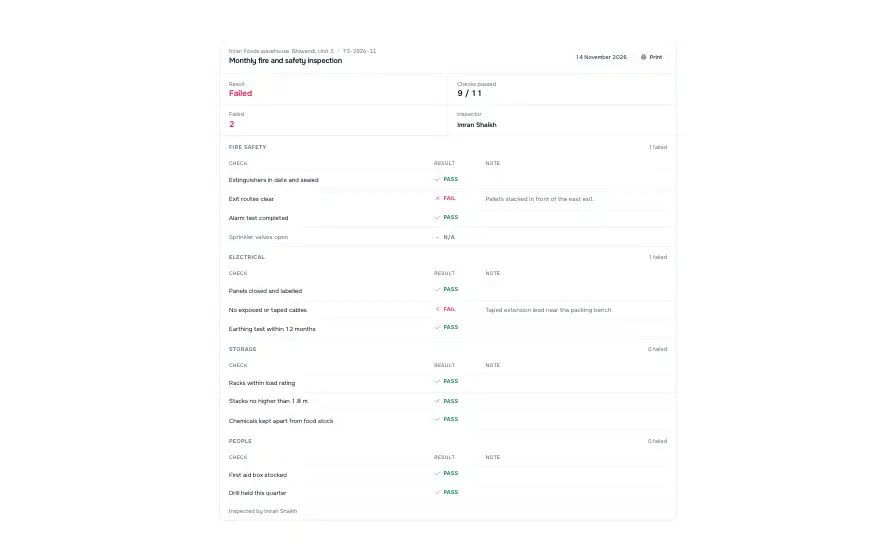 Kiran Foods warehouse · Bhiwandi, Unit 3 · FS-2026-11
Monthly fire and safety inspection
14 November 2026
Print
Result
Failed
Checks passed
9 / 11
Failed
2
Inspector
Imran Shaikh
FIRE SAFETY 1 failed
CHECK RESULT NOTE
Extinguishers in date and sealed PASS
Exit routes clear FAIL Pallets stacked in front of the east exit.
Alarm test completed PASS
Sprinkler valves open – N/A
ELECTRICAL 1 failed
CHECK RESULT NOTE
Panels closed and labelled PASS
No exposed or taped cables FAIL Taped extension lead near the packing bench.
Earthing test within 12 months PASS
STORAGE 0 failed
CHECK RESULT NOTE
Racks within load rating PASS
Stacks no higher than 1.8 m PASS
Chemicals kept apart from food stock PASS
PEOPLE 0 failed
CHECK RESULT NOTE
First aid box stocked PASS
Drill held this quarter PASS
Inspected by Imran Shaikh